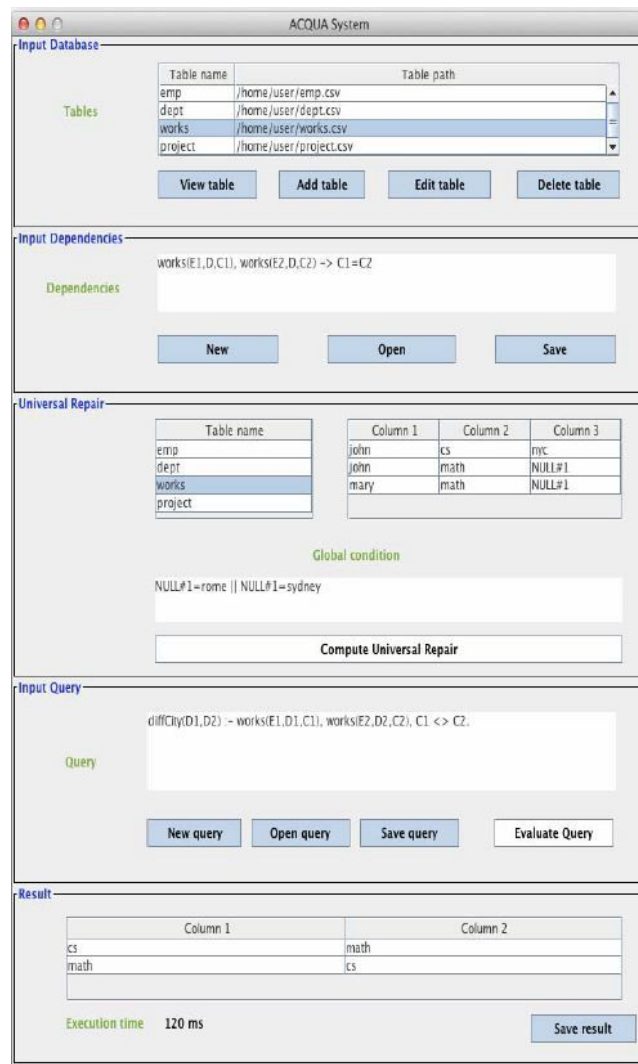 ACQUA System
Input Database
Tables
Table name Table path
emp /home/user/emp.csv
dept /home/user/dept.csv
works /home/user/works.csv
project /home/user/project.csv
View table Add table Edit table Delete table
Input Dependencies
Dependencies
works(E1,D,C1), works(E2,D,C2) -> C1=C2
New Open Save
Universal Repair
Table name
emp
dept
works
project
Column 1 Column 2 Column 3
john cs nyc
john math NULL#1
mary math NULL#1
Global condition
NULL#1=rome || NULL#1=sydney
Compute Universal Repair
Input Query
Query
diffCity(D1,D2) :- works(E1,D1,C1), works(E2,D2,C2), C1 <> C2.
New query Open query Save query Evaluate Query
Result
Column 1 Column 2
cs math
math cs
Execution time 120 ms
Save result